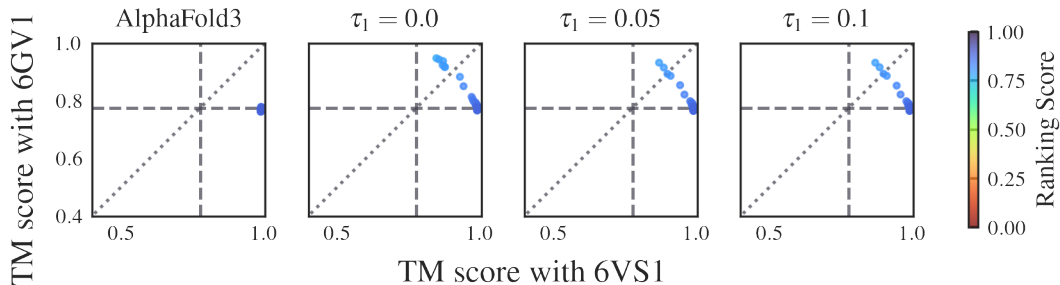 AlphaFold3
τ₁ = 0.0
τ₁ = 0.05
τ₁ = 0.1
TM score with 6GV1
1.0
0.8
0.6
0.4
0.5 1.0
0.5 1.0
0.5 1.0
0.5 1.0
TM score with 6VS1
1.00
0.75
0.50
0.25
0.00
Ranking Score